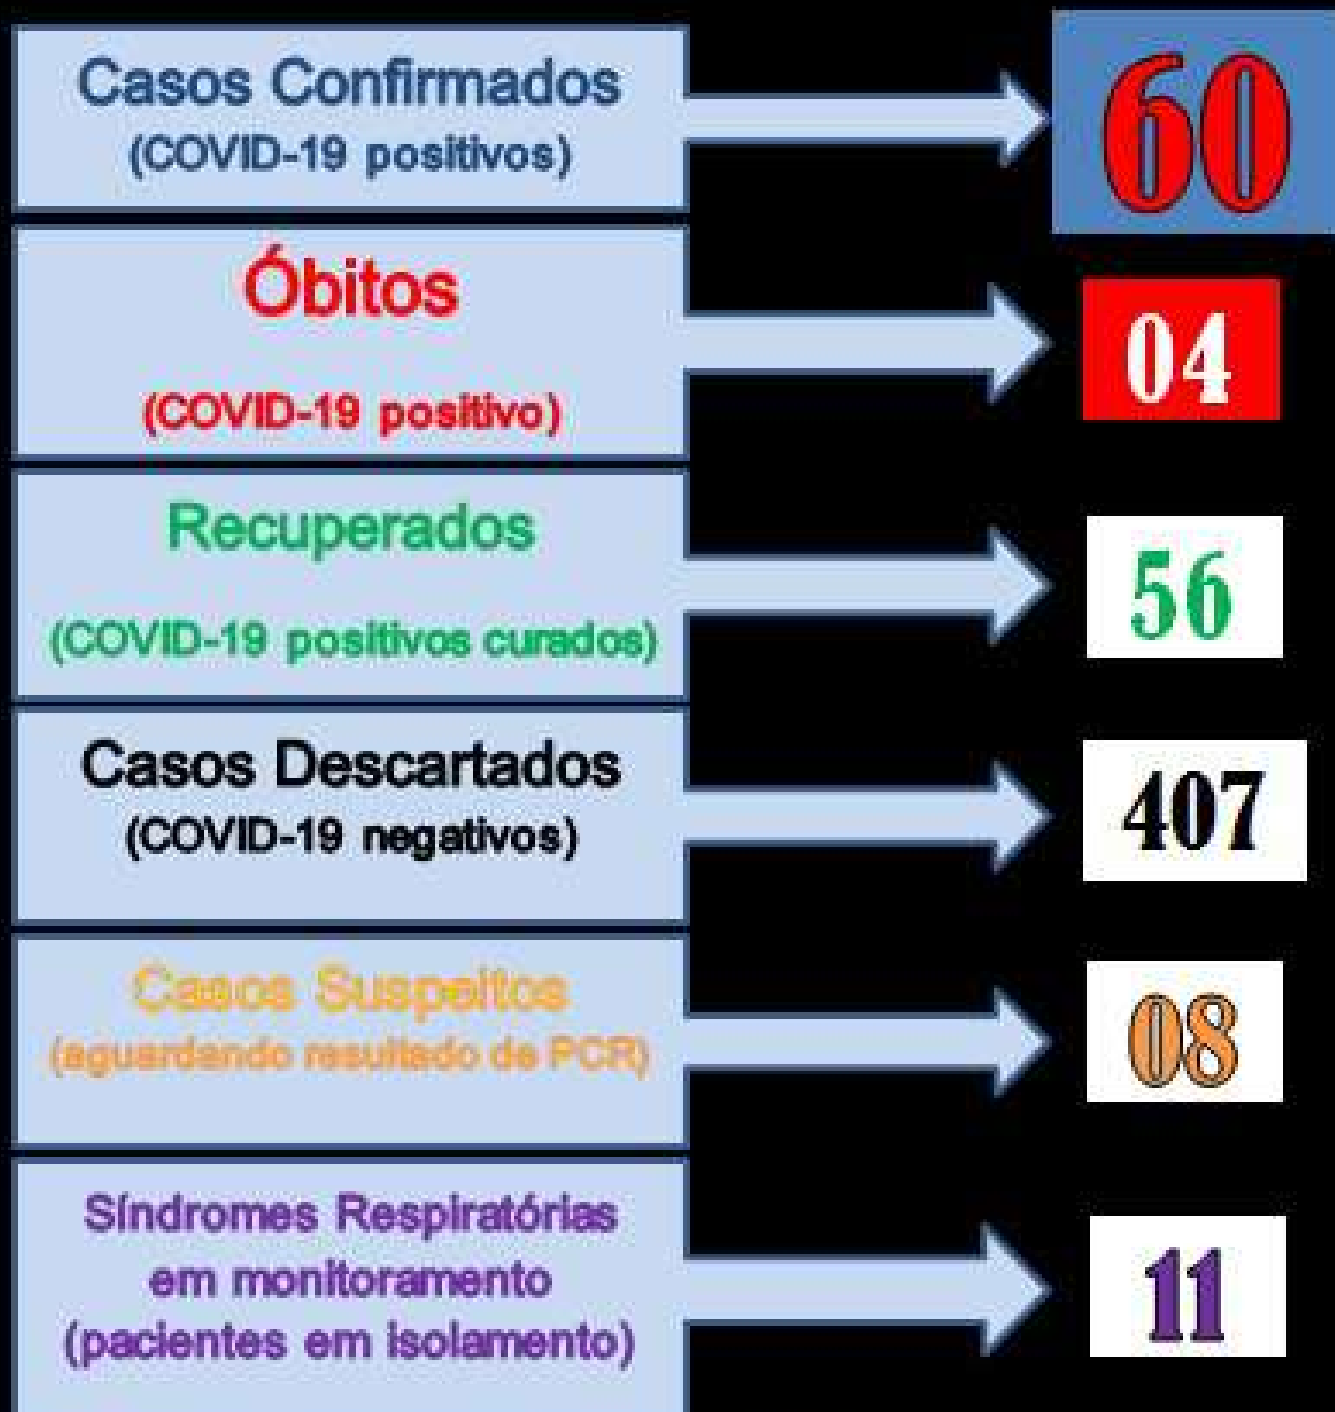 Casos Confirmados
(COVID-19 positivos)
60
Óbitos
(COVID-19 positivo)
04
Recuperados
(COVID-19 positivos curados)
56
Casos Descartados
(COVID-19 negativos)
407
Casos Suspeitos
(aguardando resultado de PCR)
08
Síndromes Respiratórias
em monitoramento
(pacientes em isolamento)
11